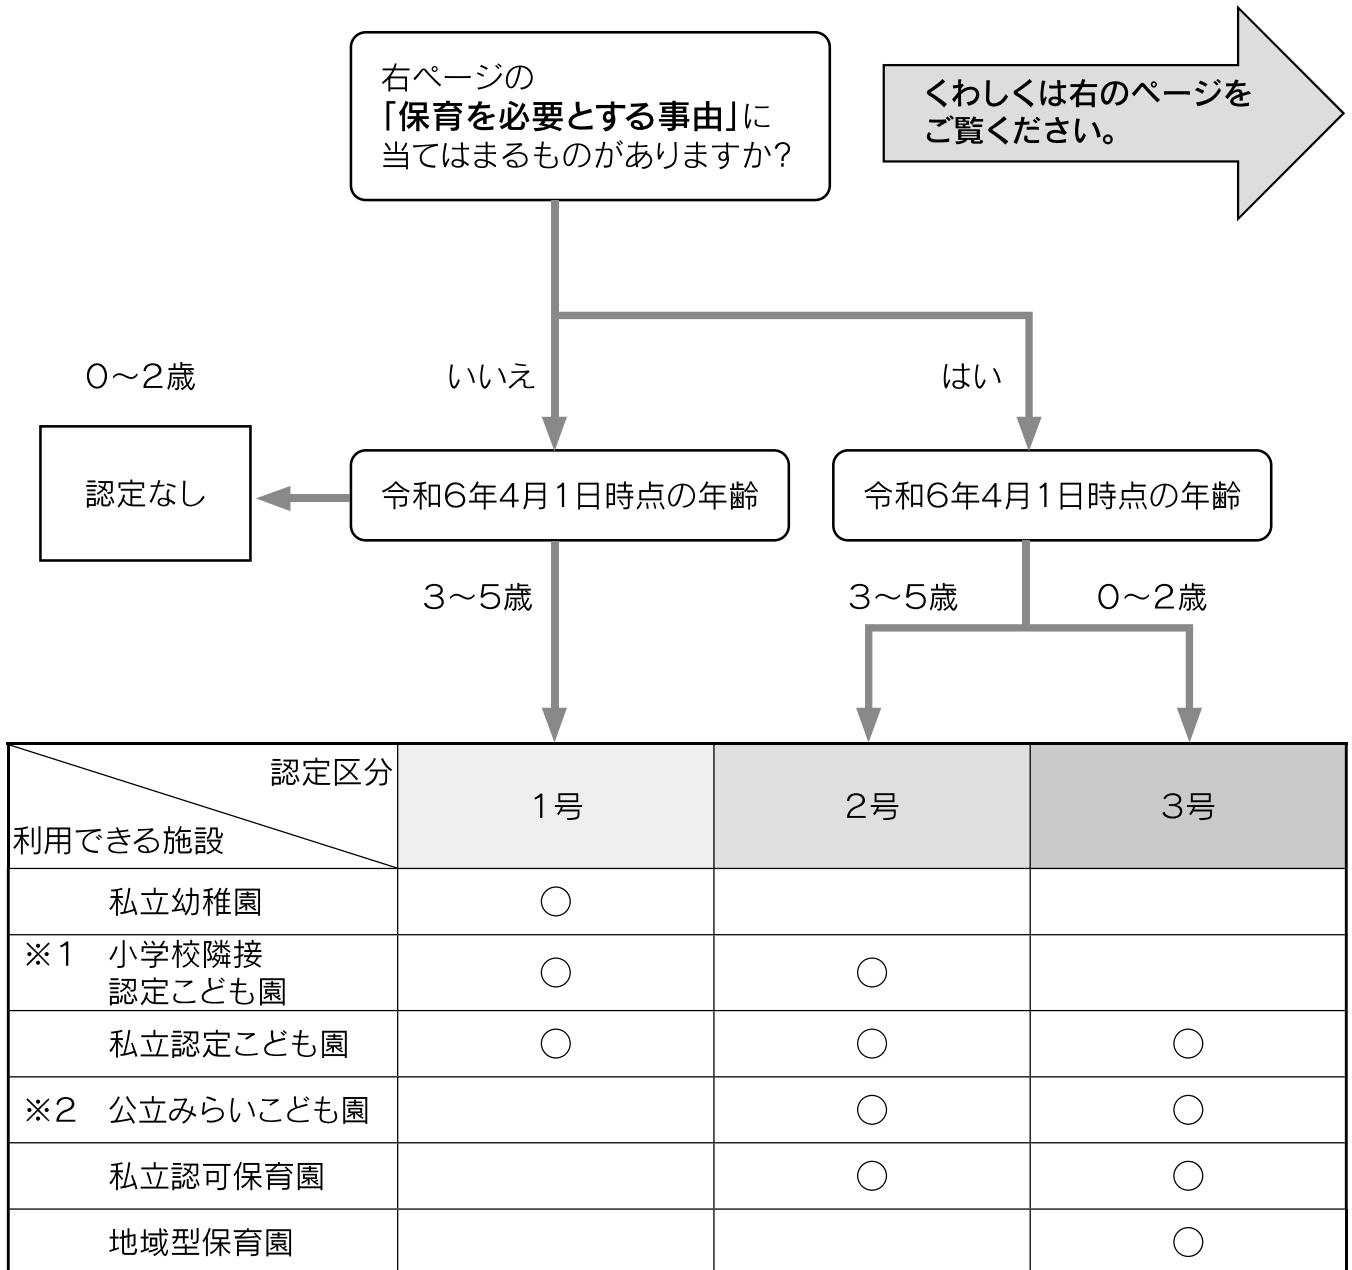 右ページの
「保育を必要とする事由」に
当てはまるものがありますか？
くわしくは右のページを
ご覧ください。
0～2歳
いいえ
はい
認定なし
令和6年4月1日時点の年齢
令和6年4月1日時点の年齢
3～5歳
3～5歳
0～2歳
認定区分
利用できる施設
1号
2号
3号
私立幼稚園
○
※1 小学校隣接
認定こども園
○ ○
私立認定こども園
○ ○ ○
※2 公立みらいこども園
○ ○
私立認可保育園
○ ○
地域型保育園
○